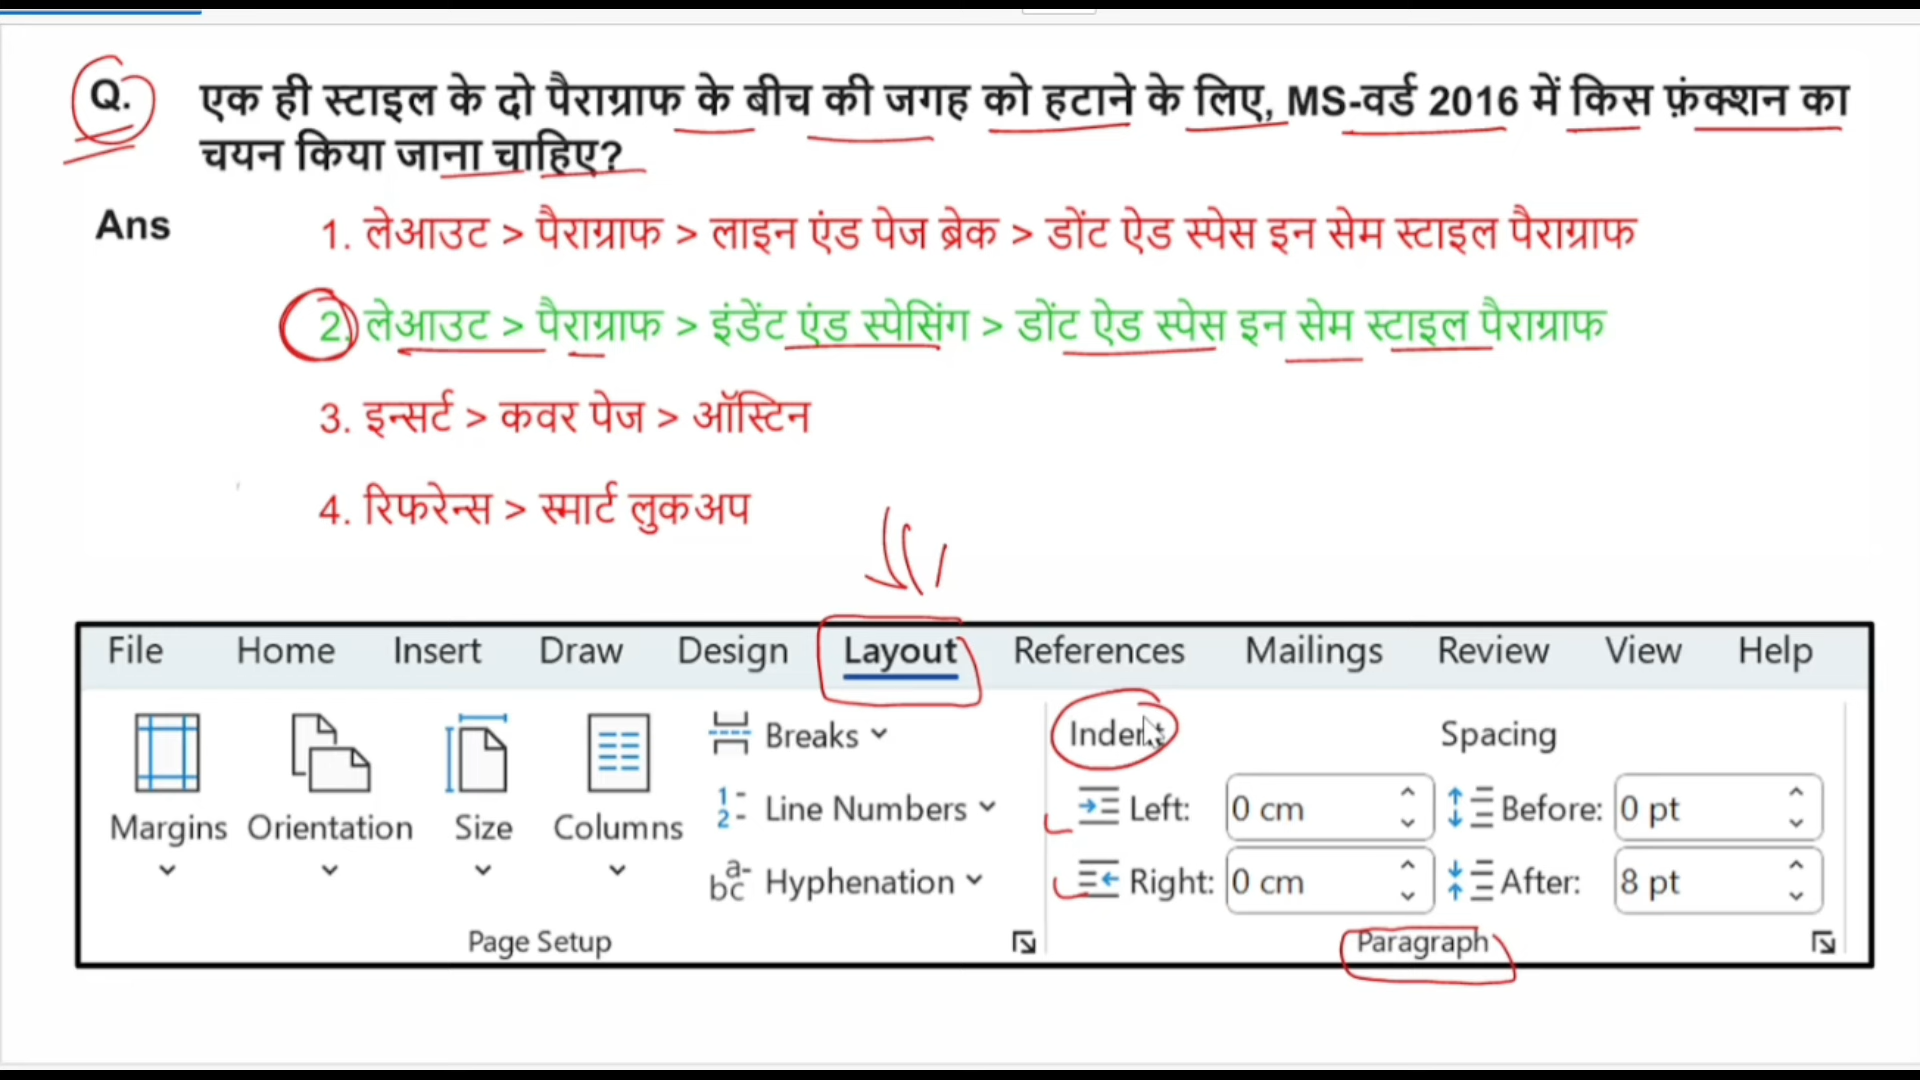 Q. एक ही स्टाइल के दो पैराग्राफ के बीच की जगह को हटाने के लिए, MS-वर्ड 2016 में किस फ़ंक्शन का
चयन किया जाना चाहिए?
Ans 1. लेआउट > पैराग्राफ > लाइन एंड पेज ब्रेक > डोंट ऐड स्पेस इन सेम स्टाइल पैराग्राफ
2. लेआउट > पैराग्राफ > इंडेंट एंड स्पेसिंग > डोंट ऐड स्पेस इन सेम स्टाइल पैराग्राफ
3. इन्सर्ट > कवर पेज > ऑस्टिन
4. रिफरेन्स > स्मार्ट लुकअप
File Home Insert Draw Design Layout References Mailings Review View Help
Breaks Indent Spacing
Line Numbers Left: 0 cm Before: 0 pt
Margins Orientation Size Columns
Hyphenation Right: 0 cm After: 8 pt
Page Setup Paragraph